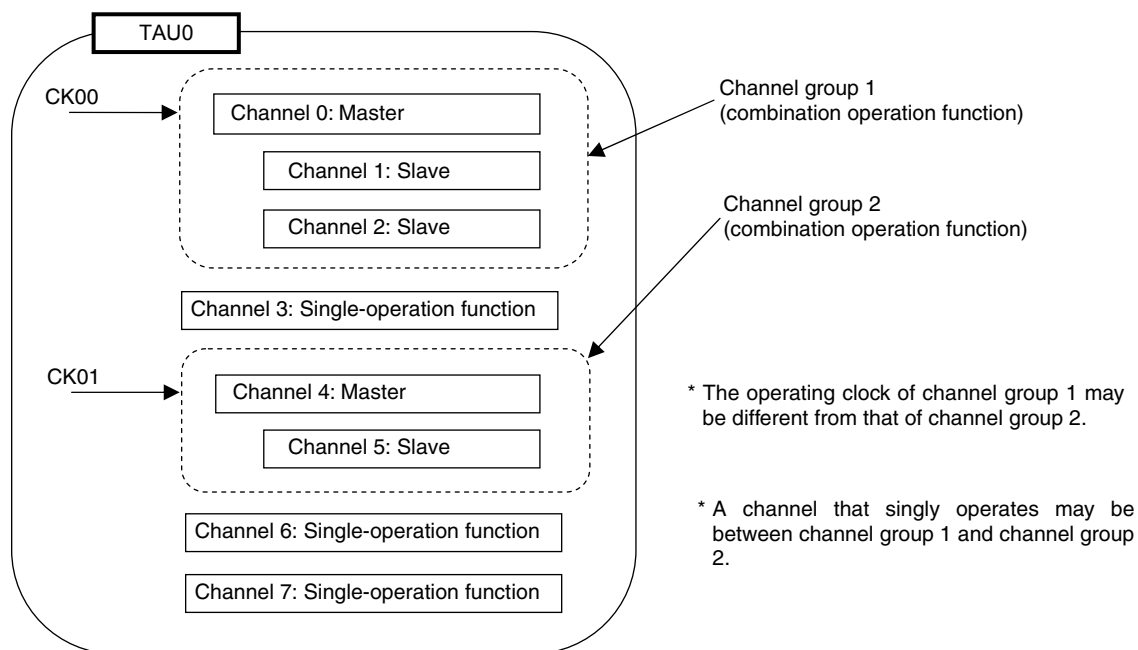 TAU0
CK00
Channel 0: Master
Channel 1: Slave
Channel 2: Slave
Channel group 1
(combination operation function)
Channel group 2
(combination operation function)
Channel 3: Single-operation function
CK01
Channel 4: Master
Channel 5: Slave
* The operating clock of channel group 1 may
be different from that of channel group 2.
Channel 6: Single-operation function
Channel 7: Single-operation function
* A channel that singly operates may be
between channel group 1 and channel group
2.